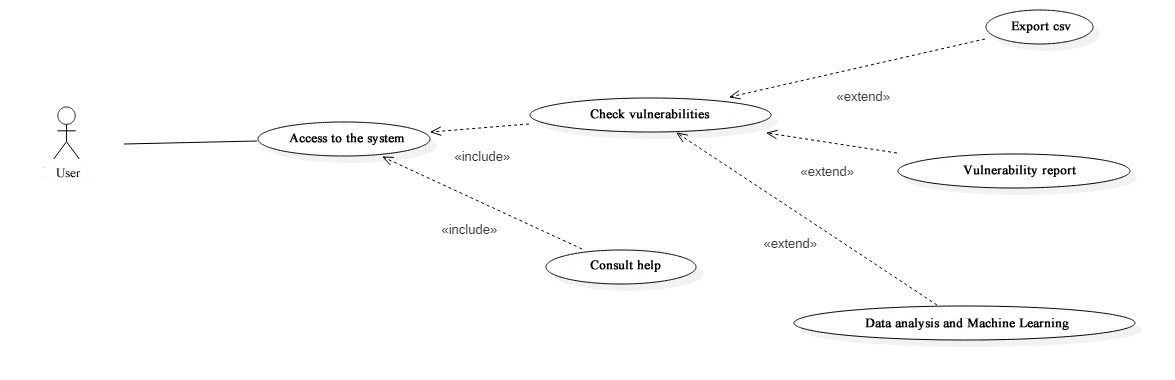 Export csv
«extend»
Check vulnerabilities
Access to the system
«include»
«extend»
Vulnerability report
User
«include»
«extend»
Consult help
Data analysis and Machine Learning